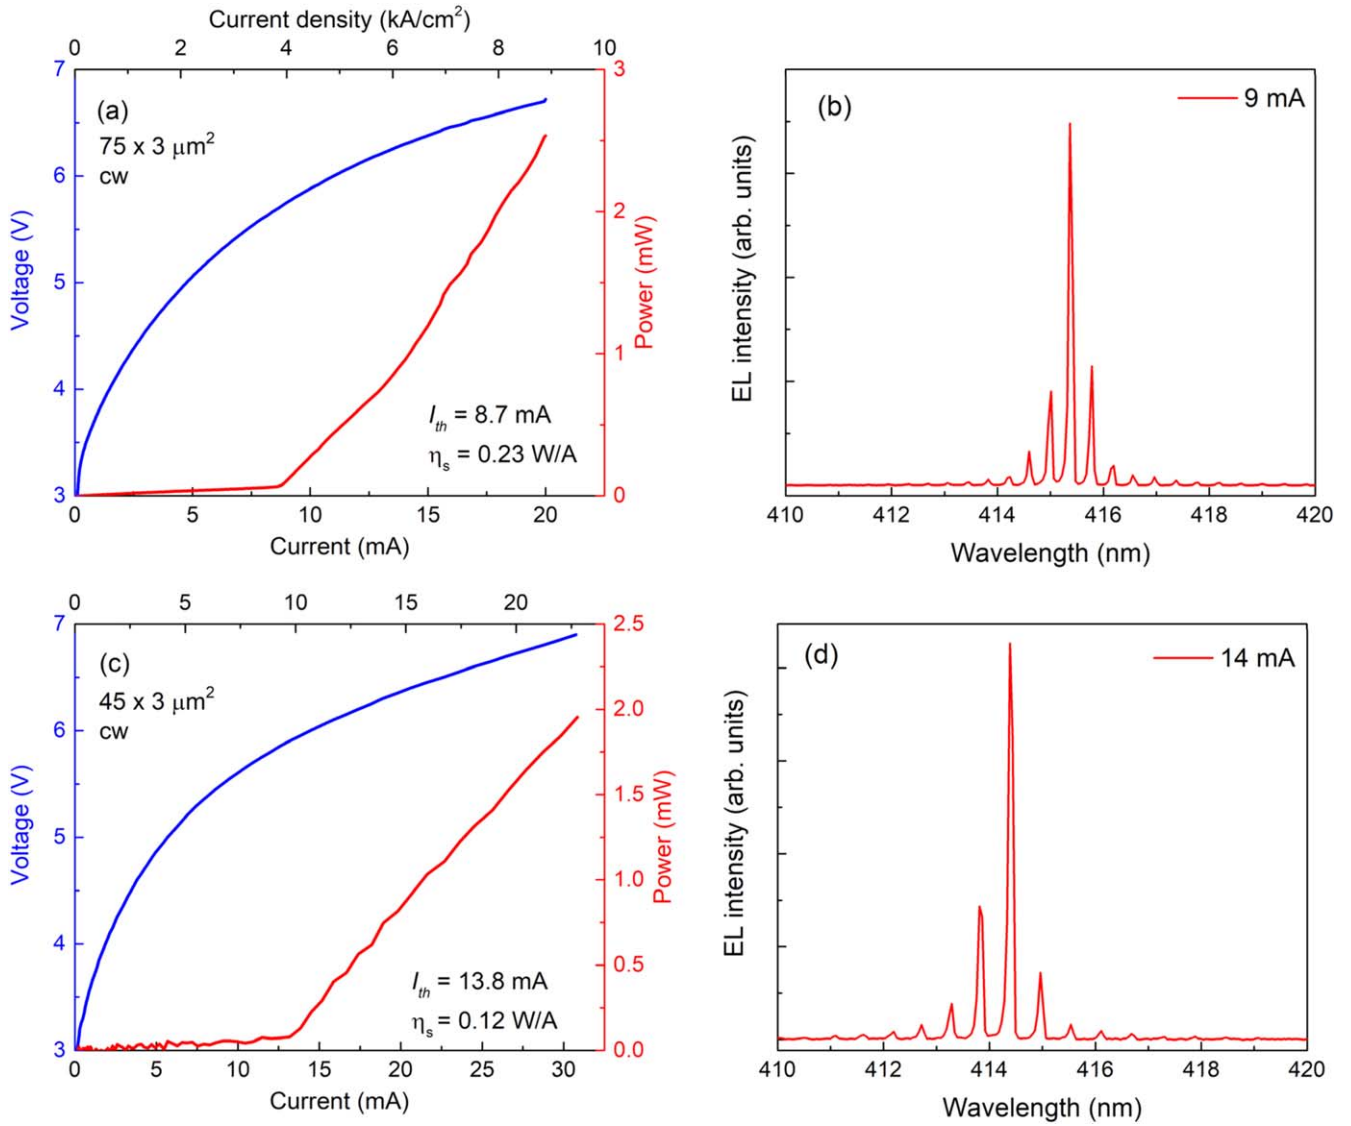 Current density (kA/cm²)
0 2 4 6 8 10
7 6 5 4 3
Voltage (V)
(a)
75 x 3 μm²
cw
I_th = 8.7 mA
η_s = 0.23 W/A
3 2 1 0
Power (mW)
0 5 10 15 20
Current (mA)
(b)
9 mA
EL intensity (arb. units)
410 412 414 416 418 420
Wavelength (nm)
0 5 10 15 20
7 6 5 4 3
Voltage (V)
(c)
45 x 3 μm²
cw
I_th = 13.8 mA
η_s = 0.12 W/A
2.5 2.0 1.5 1.0 0.5 0.0
Power (mW)
0 5 10 15 20 25 30
Current (mA)
(d)
14 mA
EL intensity (arb. units)
410 412 414 416 418 420
Wavelength (nm)